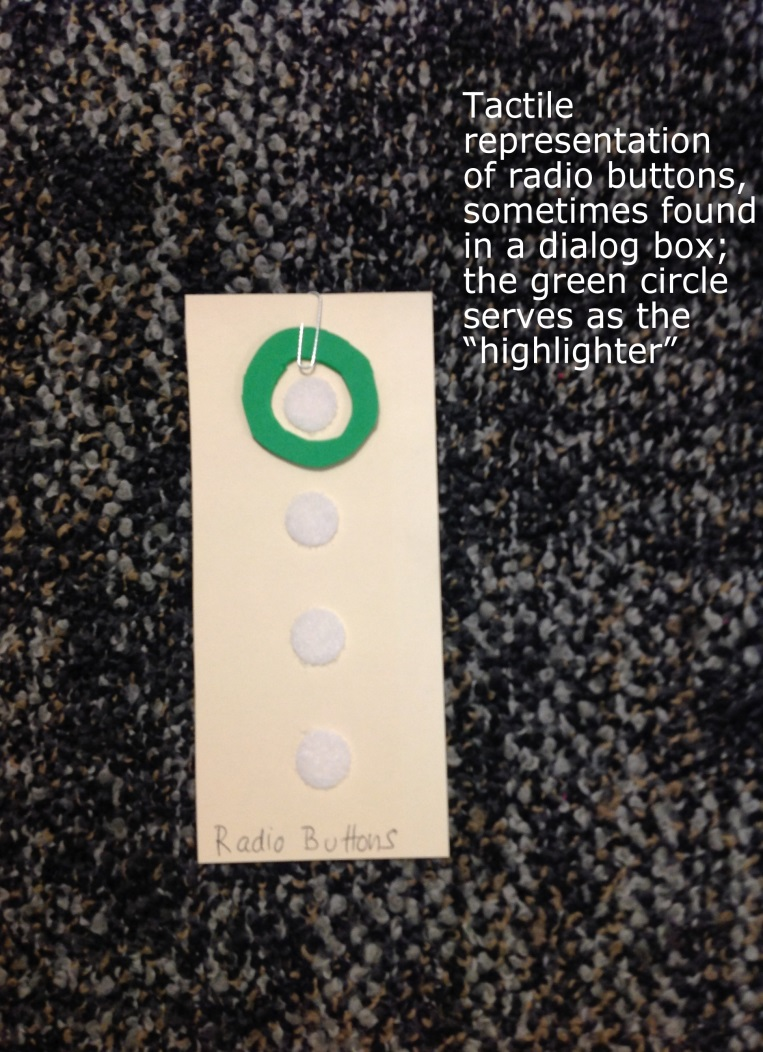 Tactile
representation
of radio buttons,
sometimes found
in a dialog box;
the green circle
serves as the
“highlighter”
Radio Buttons